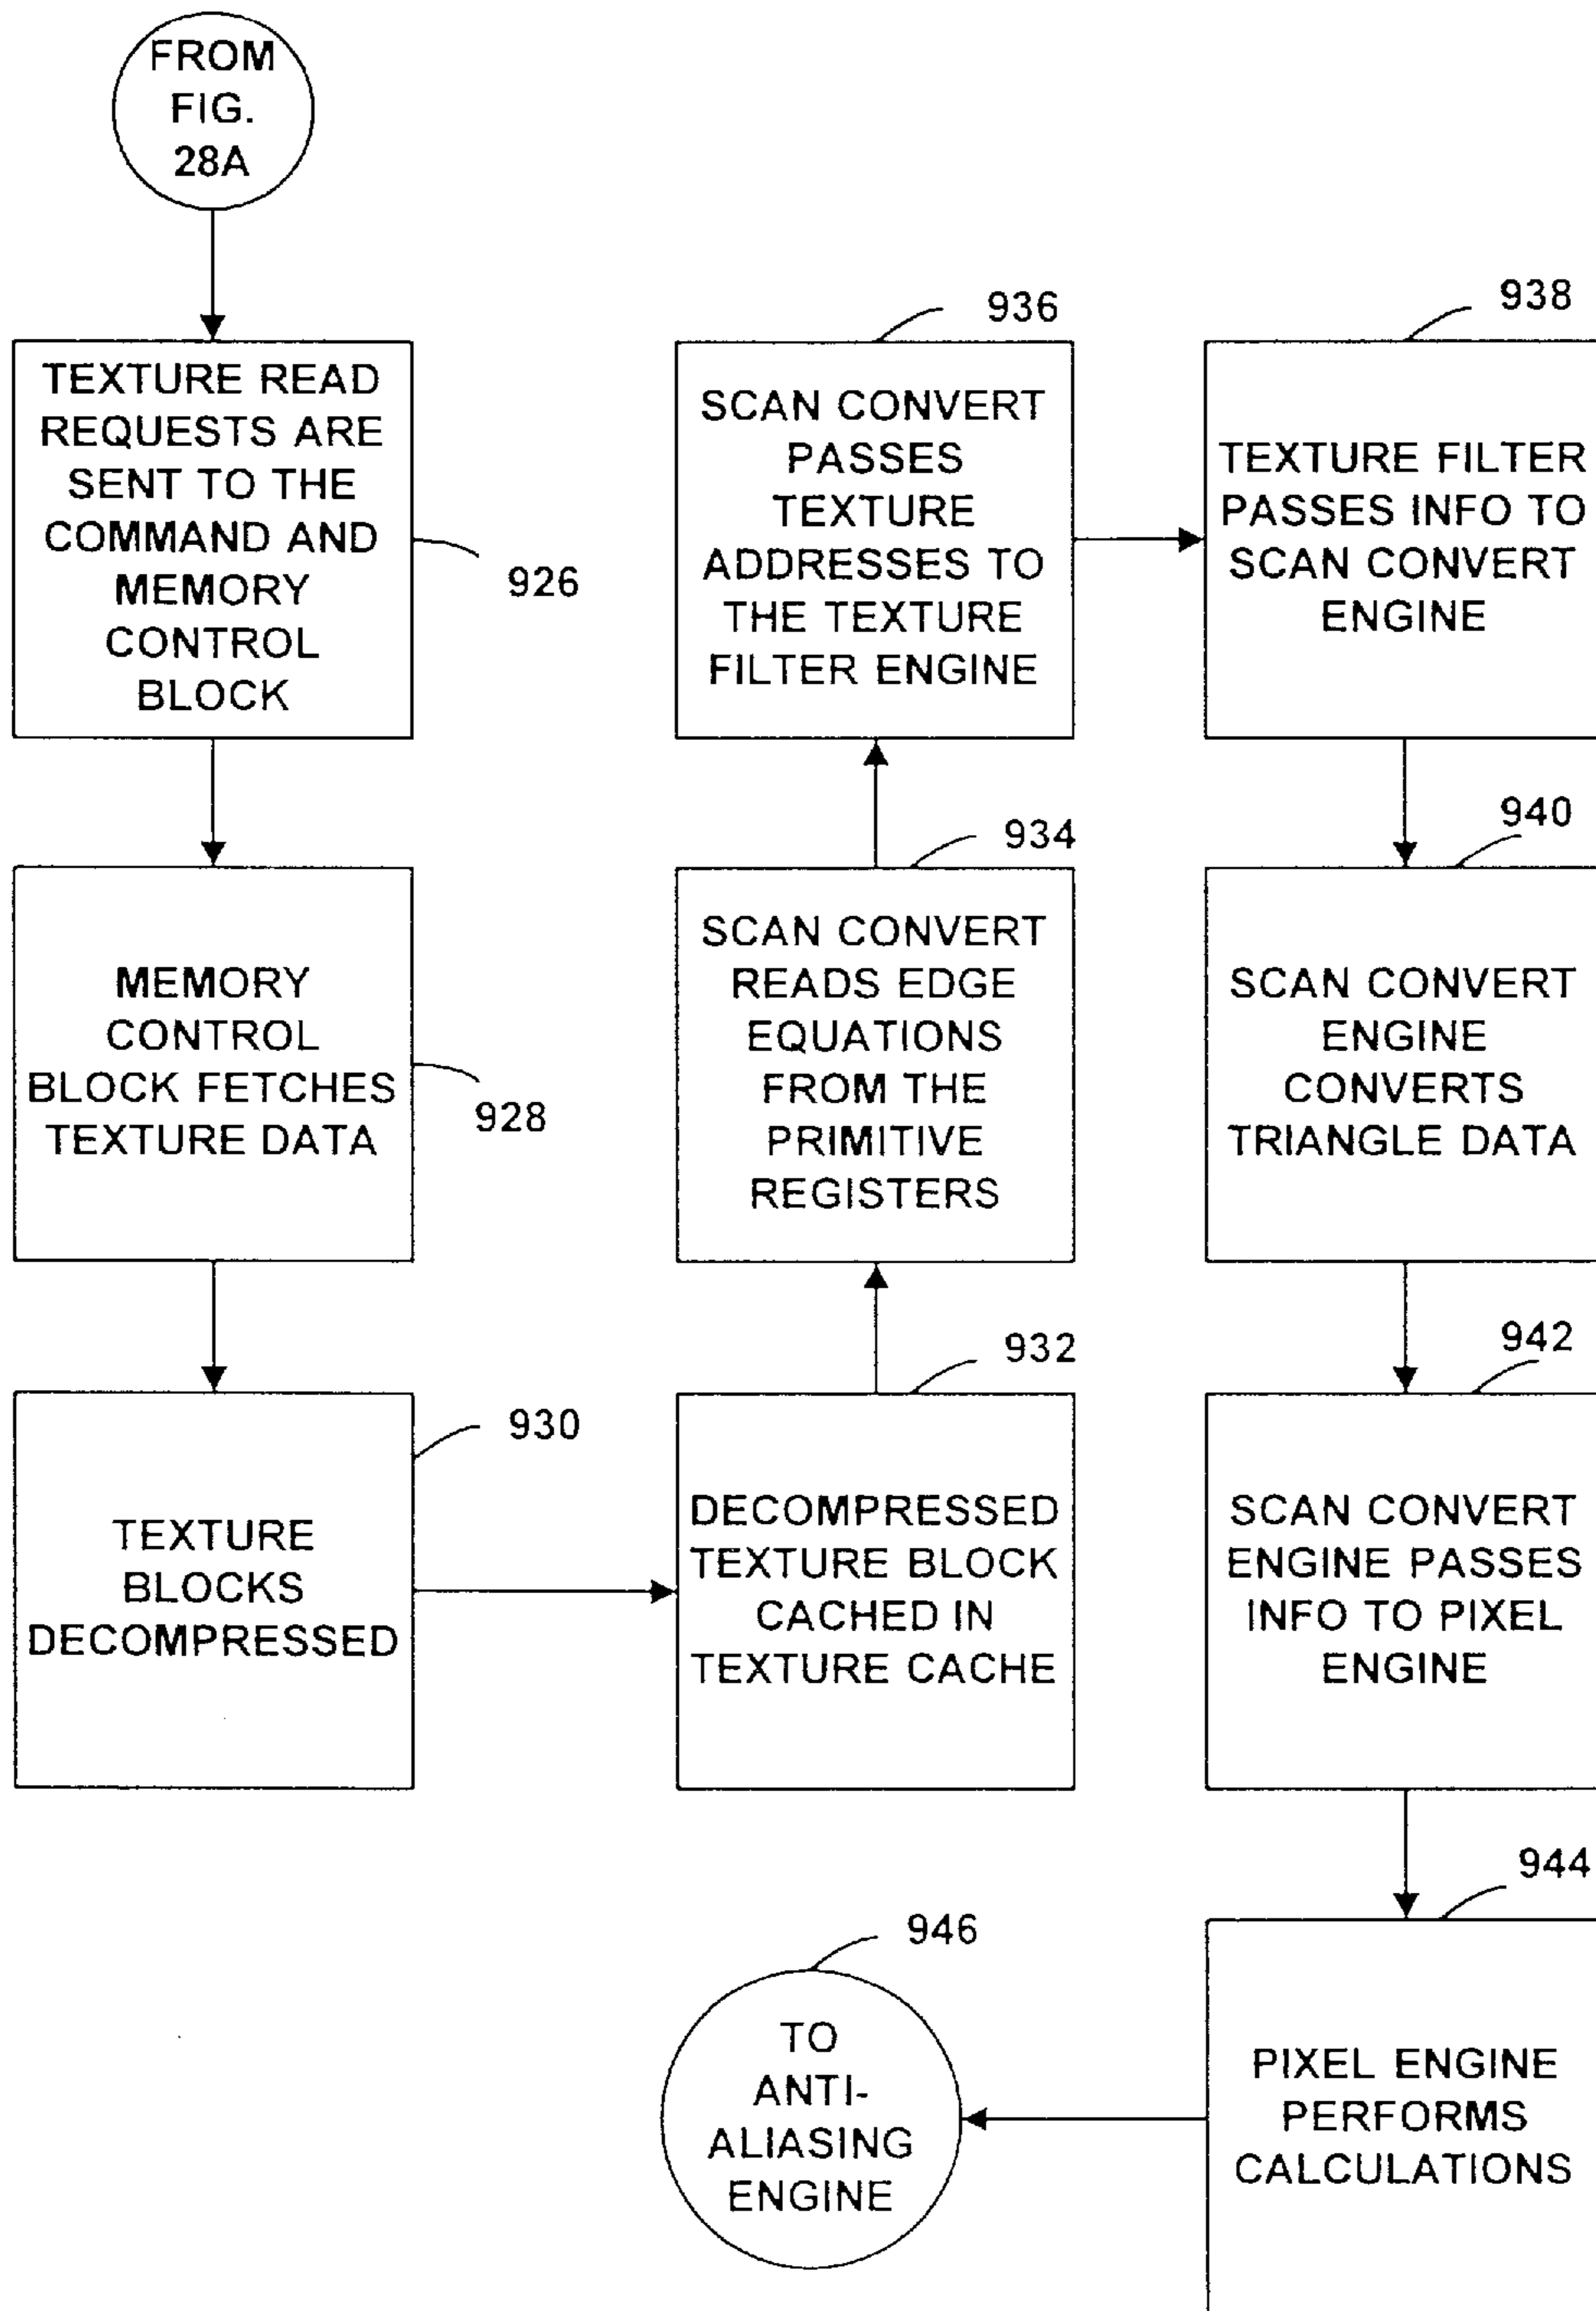 FROM
FIG.
28A
TEXTURE READ
REQUESTS ARE
SENT TO THE
COMMAND AND
MEMORY
CONTROL
BLOCK
926
MEMORY
CONTROL
BLOCK FETCHES
TEXTURE DATA
928
TEXTURE
BLOCKS
DECOMPRESSED
930
932
DECOMPRESSED
TEXTURE BLOCK
CACHED IN
TEXTURE CACHE
934
SCAN CONVERT
READS EDGE
EQUATIONS
FROM THE
PRIMITIVE
REGISTERS
936
SCAN CONVERT
PASSES
TEXTURE
ADDRESSES TO
THE TEXTURE
FILTER ENGINE
938
TEXTURE FILTER
PASSES INFO TO
SCAN CONVERT
ENGINE
940
SCAN CONVERT
ENGINE
CONVERTS
TRIANGLE DATA
942
SCAN CONVERT
ENGINE PASSES
INFO TO PIXEL
ENGINE
944
PIXEL ENGINE
PERFORMS
CALCULATIONS
946
TO
ANTI-
ALIASING
ENGINE